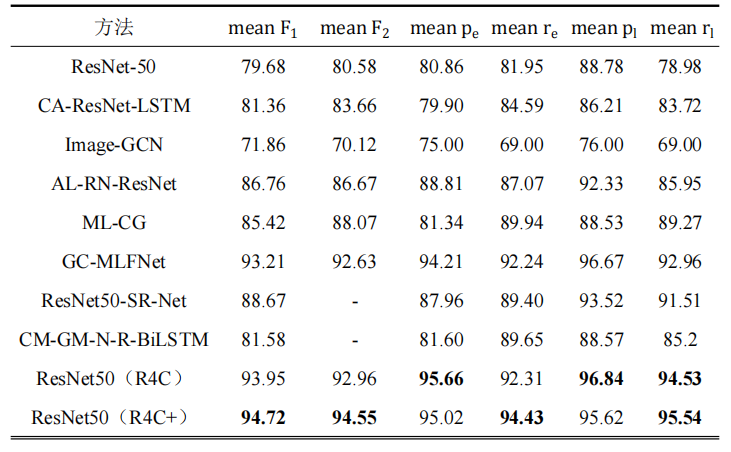 方法 mean F1 mean F2 mean pe mean re mean pl mean rl
ResNet-50 79.68 80.58 80.86 81.95 88.78 78.98
CA-ResNet-LSTM 81.36 83.66 79.90 84.59 86.21 83.72
Image-GCN 71.86 70.12 75.00 69.00 76.00 69.00
AL-RN-ResNet 86.76 86.67 88.81 87.07 92.33 85.95
ML-CG 85.42 88.07 81.34 89.94 88.53 89.27
GC-MLFNet 93.21 92.63 94.21 92.24 96.67 92.96
ResNet50-SR-Net 88.67 - 87.96 89.40 93.52 91.51
CM-GM-N-R-BiLSTM 81.58 - 81.60 89.65 88.57 85.2
ResNet50（R4C） 93.95 92.96 95.66 92.31 96.84 94.53
ResNet50（R4C+） 94.72 94.55 95.02 94.43 95.62 95.54